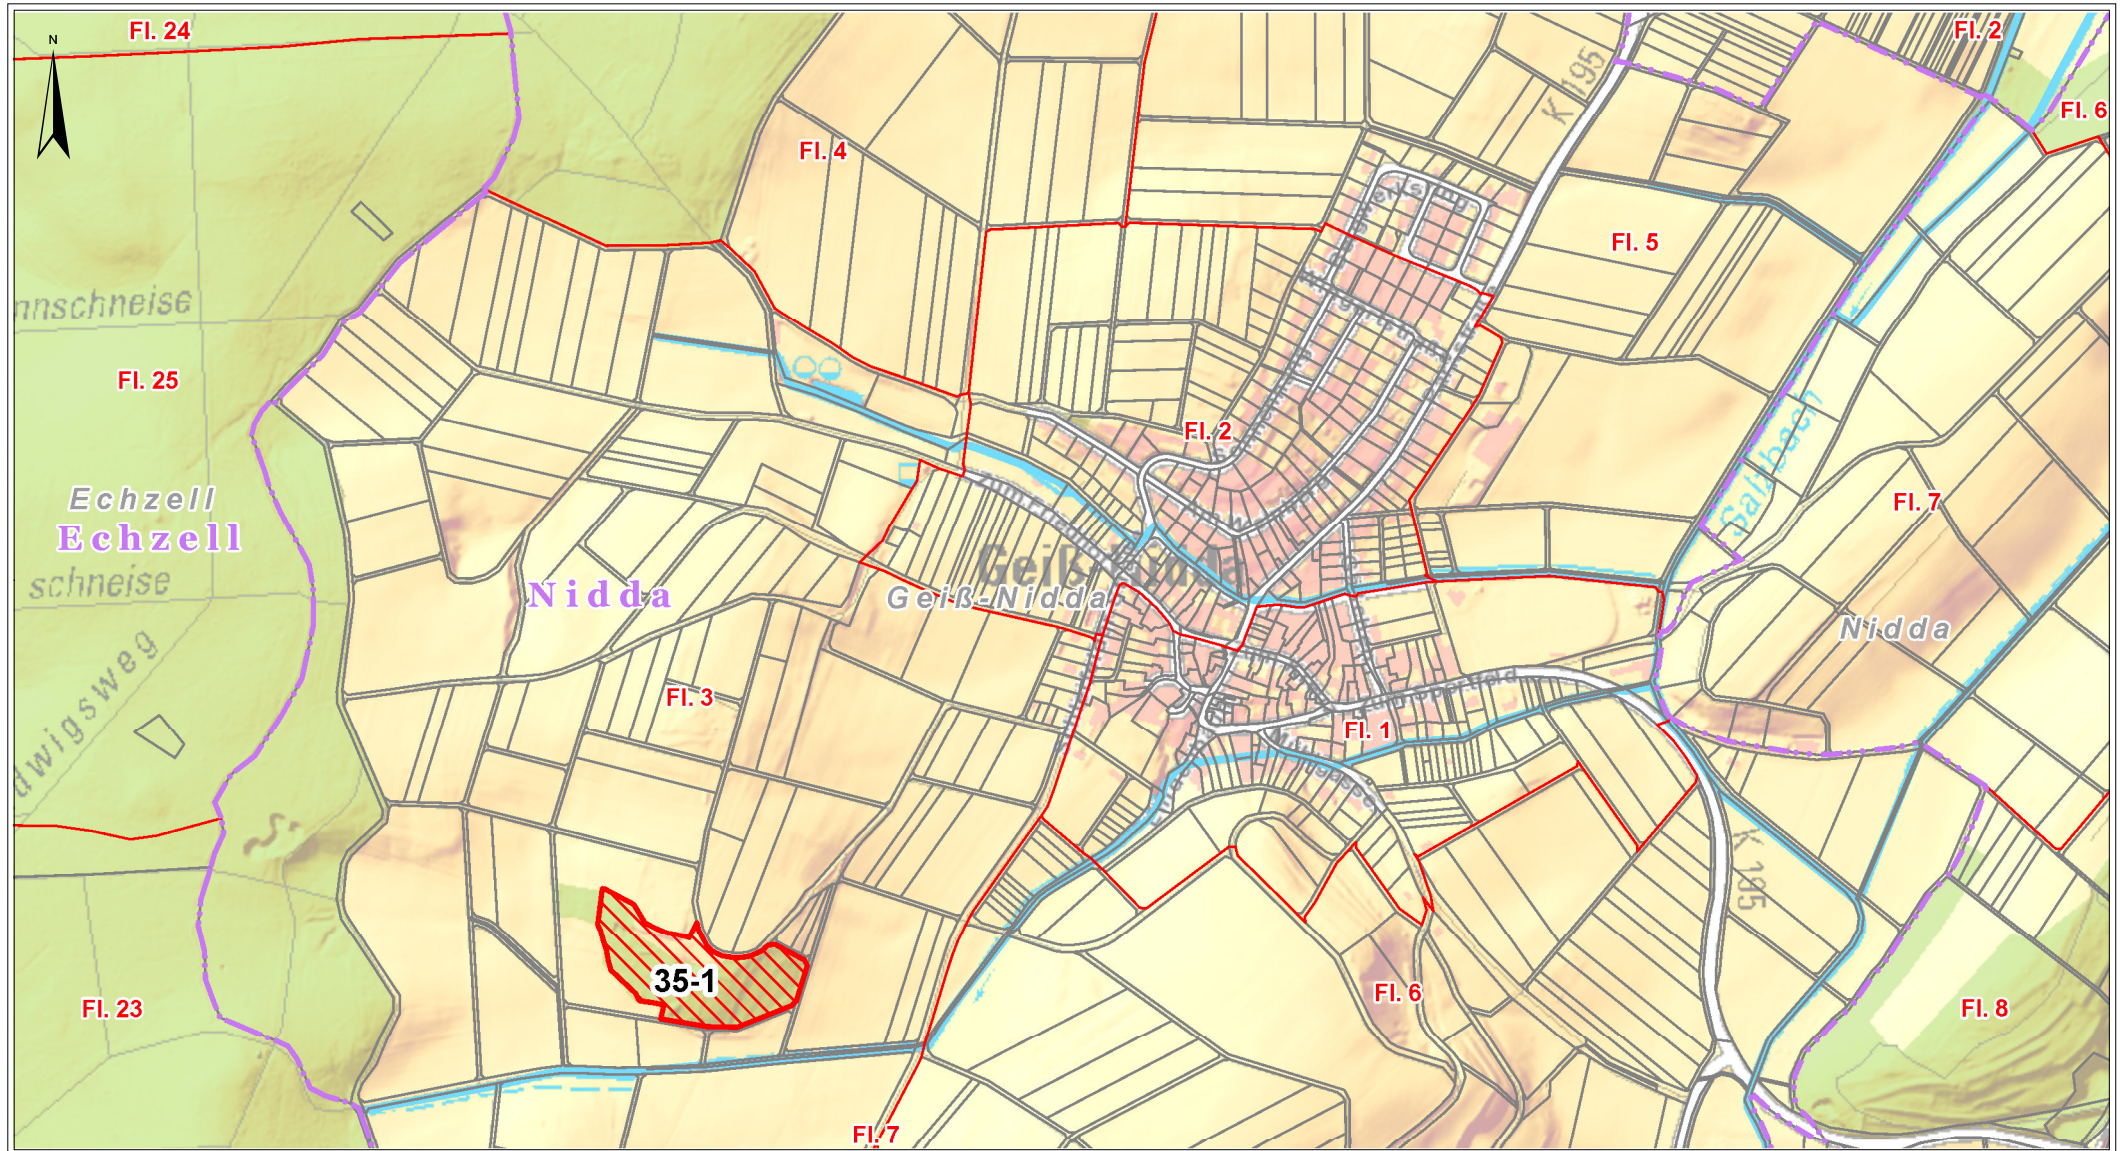 Fl. 24
Fl. 2
N
K 195
Fl. 6
Fl. 4
Fl. 5
nnschneise
Fl. 25
Fl. 2
Salzbach
Echzell
Fl. 7
Echzell
schneise
Geiß-Nidda
Nidda
Geiß-Nidda
Nidda
dwigsweg
Fl. 3
Zum Sportfeld
Fl. 1
K 195
35-1
Fl. 6
Fl. 23
Fl. 8
Fl. 7